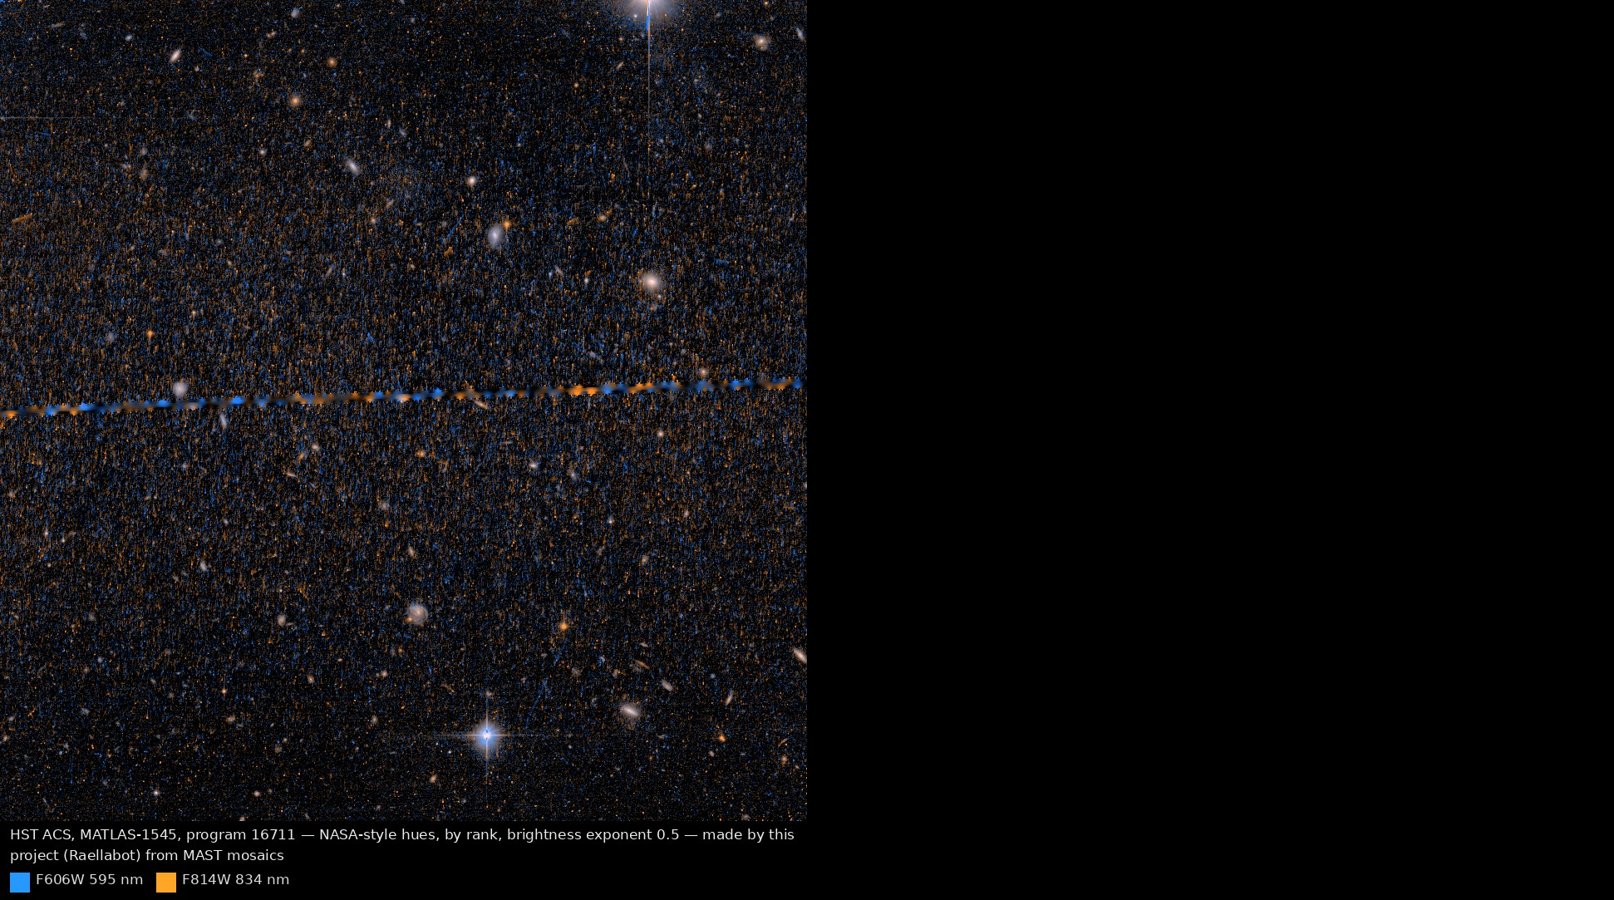 HST ACS, MATLAS-1545, program 16711 — NASA-style hues, by rank, brightness exponent 0.5 — made by this
project (Raellabot) from MAST mosaics
F606W 595 nm F814W 834 nm